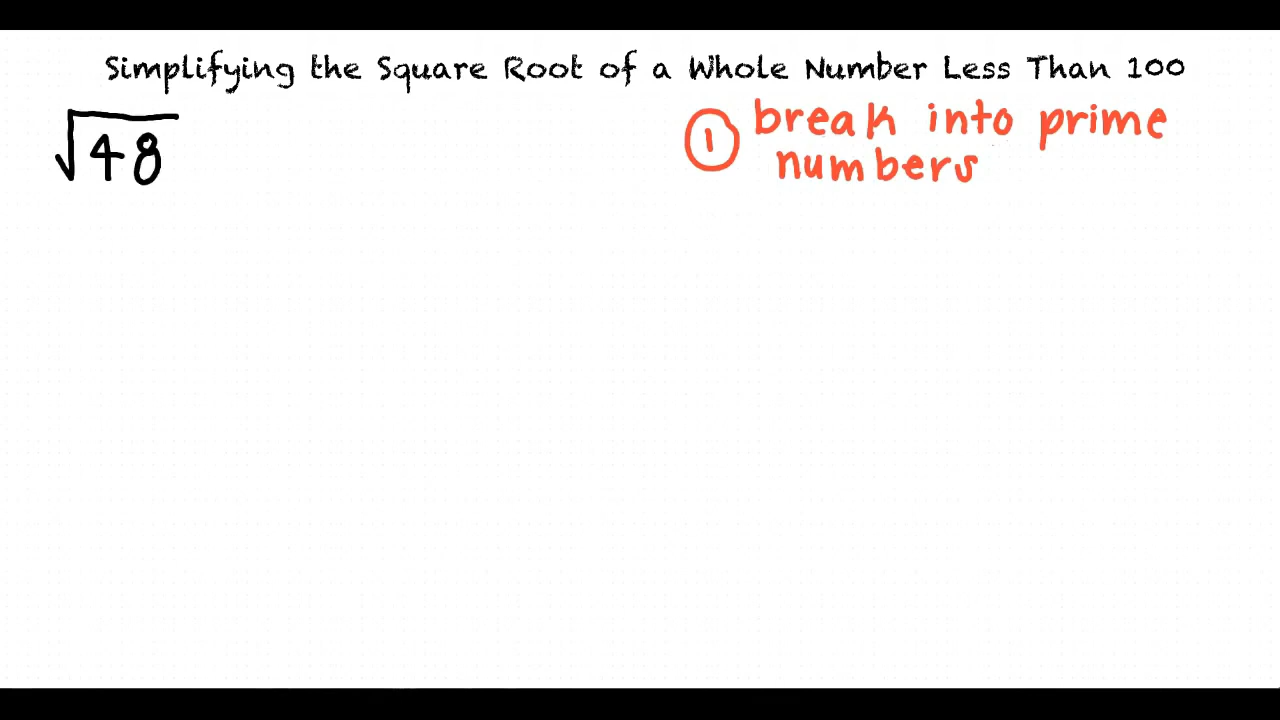 Simplifying the Square Root of a Whole Number Less Than 100
√48
① break into prime
numbers